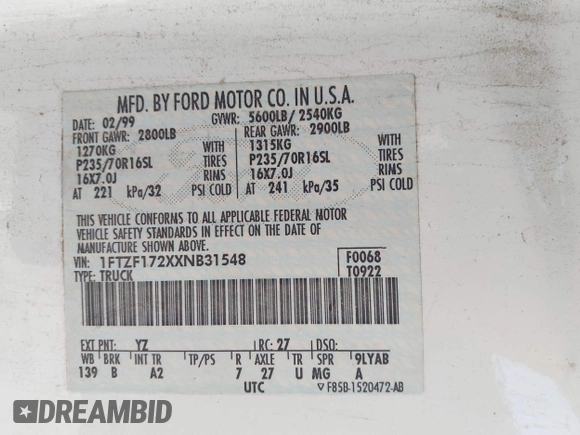 MFD. BY FORD MOTOR CO. IN U.S.A.
DATE: 02/99 GVWR: 5600LB/ 2540KG
FRONT GAWR: 2800LB REAR GAWR: 2900LB
1270KG WITH 1315KG WITH
P235/70R16SL TIRES P235/70R16SL TIRES
16X7.0J RIMS 16X7.0J RIMS
AT 221 kPa/32 PSI COLD AT 241 kPa/35 PSI COLD
THIS VEHICLE CONFORMS TO ALL APPLICABLE FEDERAL MOTOR
VEHICLE SAFETY STANDARDS IN EFFECT ON THE DATE OF
MANUFACTURE SHOWN ABOVE.
VIN: 1FTZF172XXNB31548 F0068
TYPE: TRUCK T0922
EXT PNT: YZ RC: 27 DSO:
WB BRK INT TR TP/PS R AXLE TR SPR 9LYAB
139 B A2 7 27 U MG A
UTC F85B-1520472-AB
DREAMBID